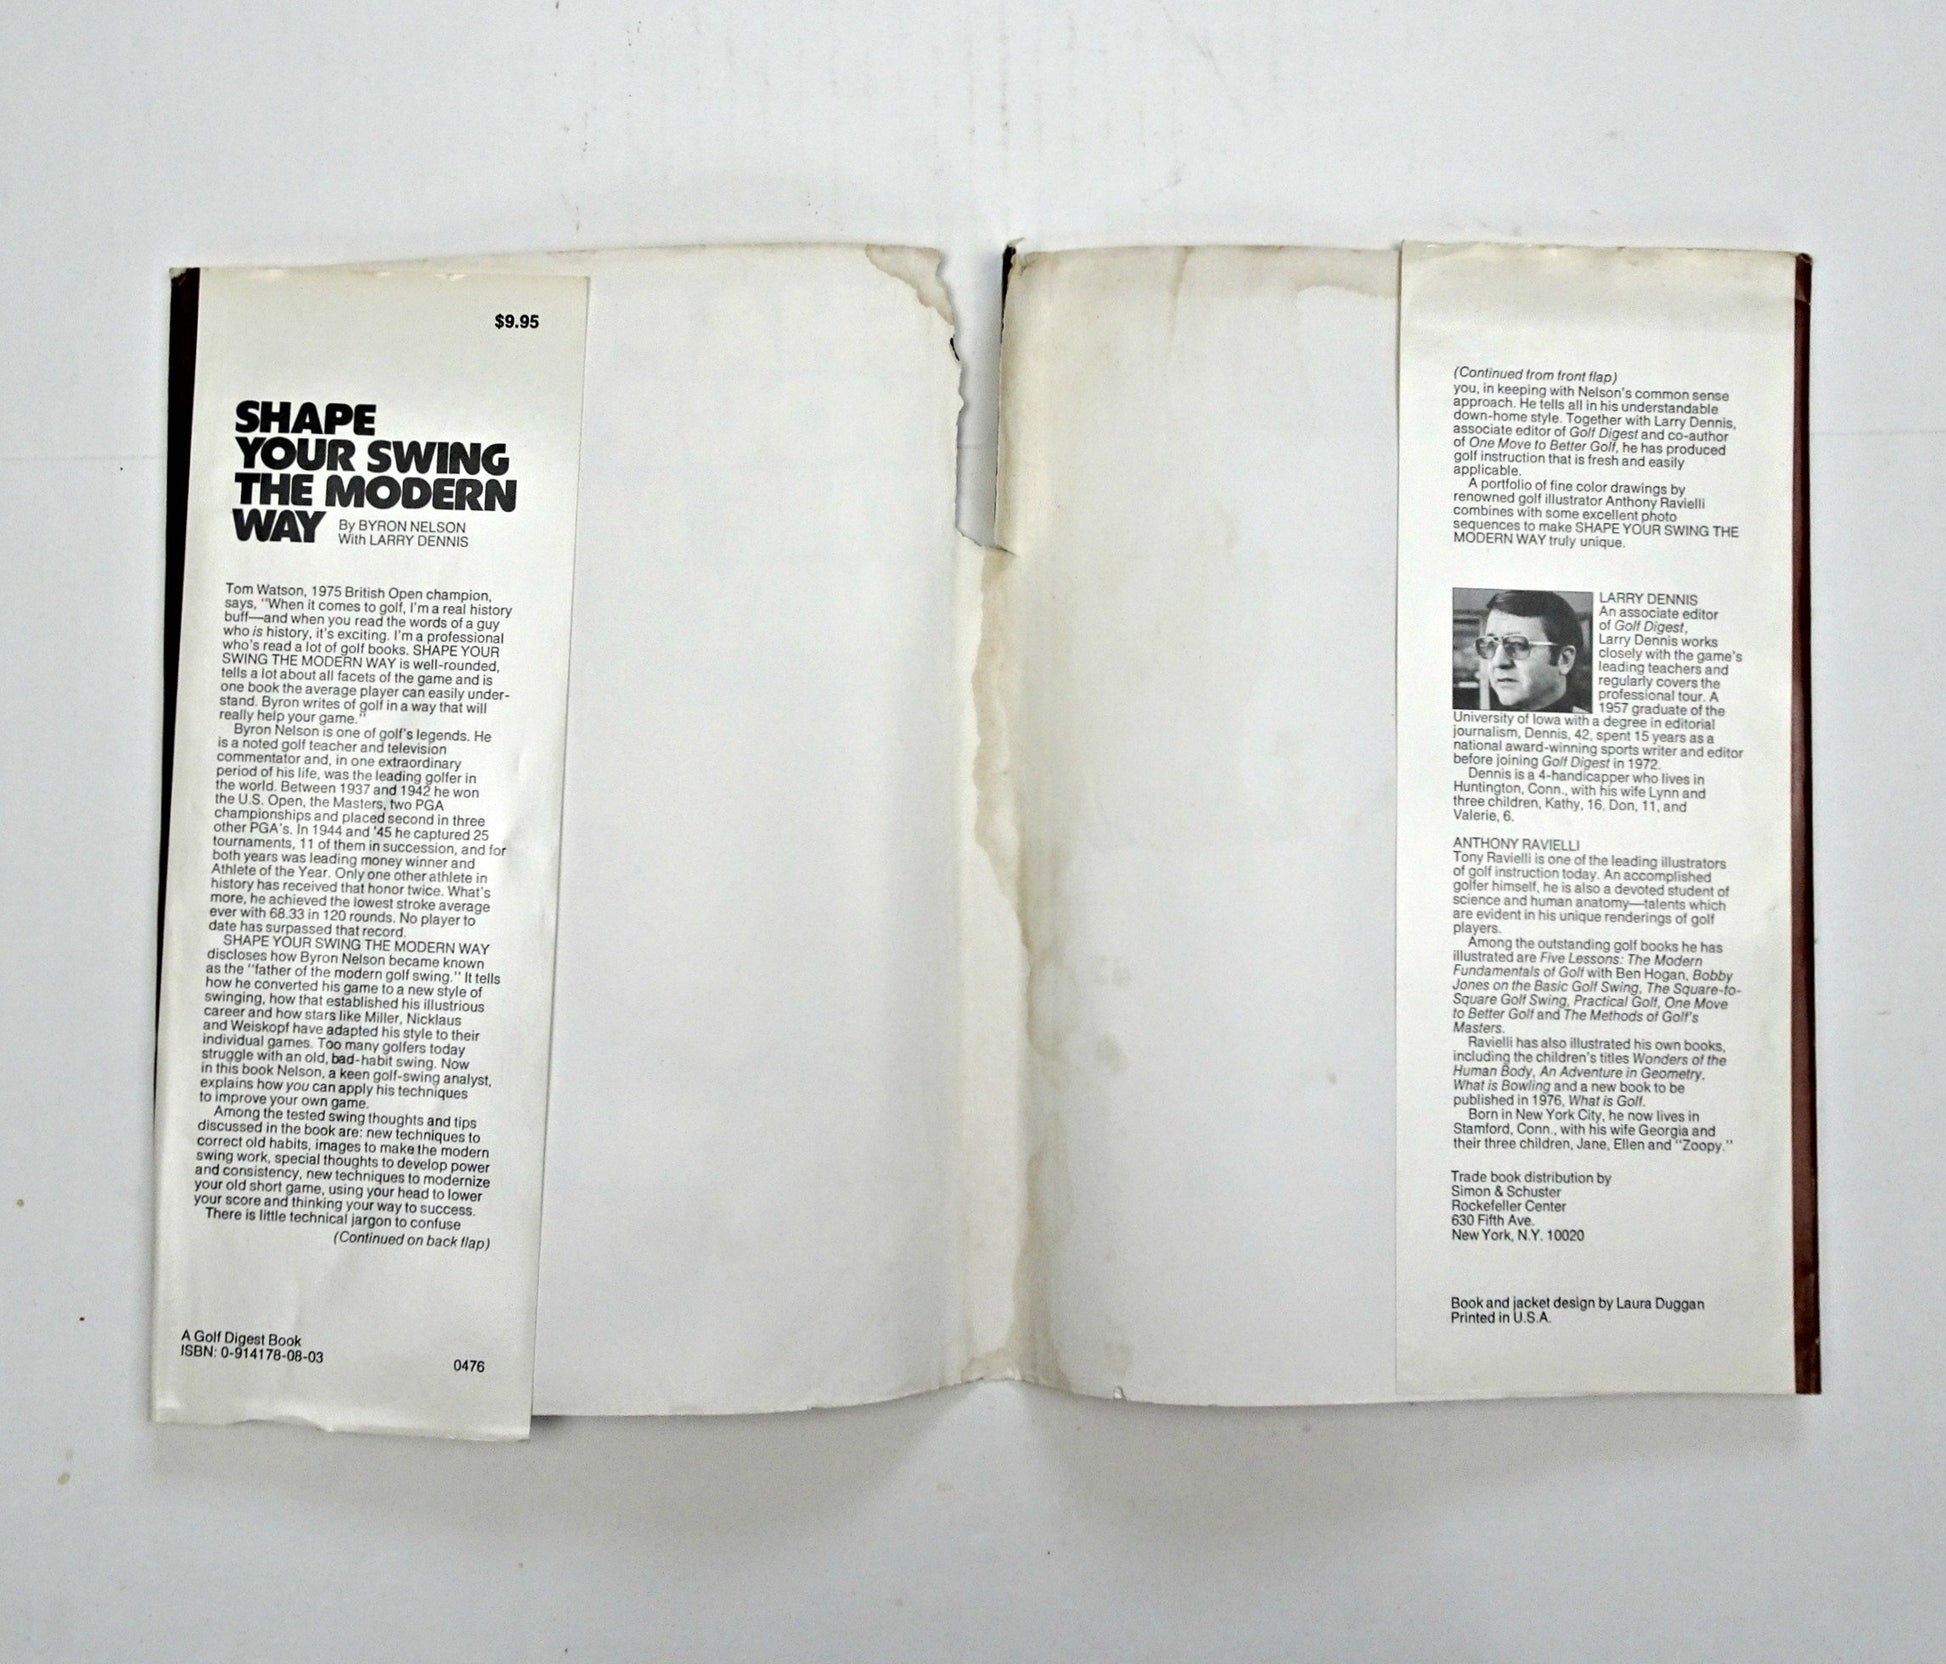 $9.95
SHAPE
YOUR SWING
THE MODERN
WAY By BYRON NELSON
With LARRY DENNIS
Tom Watson, 1975 British Open champion,
says, "When it comes to golf, I'm a real history
buff—and when you read the words of a guy
who is history, it's exciting. I'm a professional
who's read a lot of golf books. SHAPE YOUR
SWING THE MODERN WAY is well-rounded,
tells a lot about all facets of the game and is
one book the average player can easily under-
stand. Byron writes of golf in a way that will
really help your game."
Byron Nelson is one of golf's legends. He
is a noted golf teacher and television
commentator and, in one extraordinary
period of his life, was the leading golfer in
the world. Between 1937 and 1942 he won
the U.S. Open, the Masters, two PGA
championships and placed second in three
other PGA's. In 1944 and '45 he captured 25
tournaments, 11 of them in succession, and for
both years was leading money winner and
Athlete of the Year. Only one other athlete in
history has received that honor twice. What's
more, he achieved the lowest stroke average
ever with 68.33 in 120 rounds. No player to
date has surpassed that record.
SHAPE YOUR SWING THE MODERN WAY
discloses how Byron Nelson became known
as the "father of the modern golf swing." It tells
how he converted his game to a new style of
swinging, how that established his illustrious
career and how stars like Miller, Nicklaus
and Weiskopf have adapted his style to their
individual games. Too many golfers today
struggle with an old, bad-habit swing. Now
in this book Nelson, a keen golf-swing analyst,
explains how you can apply his techniques
to improve your own game.
Among the tested swing thoughts and tips
discussed in the book are: new techniques to
correct old habits, images to make the modern
swing work, special thoughts to develop power
and consistency, new techniques to modernize
your old short game, using your head to lower
your score and thinking your way to success.
There is little technical jargon to confuse
(Continued on back flap)
A Golf Digest Book
ISBN: 0-914178-08-03
0476
(Continued from front flap)
you, in keeping with Nelson's common sense
approach. He tells all in his understandable
down-home style. Together with Larry Dennis,
associate editor of Golf Digest and co-author
of One Move to Better Golf, he has produced
golf instruction that is fresh and easily
applicable.
A portfolio of fine color drawings by
renowned golf illustrator Anthony Ravielli
combines with some excellent photo
sequences to make SHAPE YOUR SWING THE
MODERN WAY truly unique.
LARRY DENNIS
An associate editor
of Golf Digest,
Larry Dennis works
closely with the game's
leading teachers and
regularly covers the
professional tour. A
1957 graduate of the
University of Iowa with a degree in editorial
journalism, Dennis, 42, spent 15 years as a
national award-winning sports writer and editor
before joining Golf Digest in 1972.
Dennis is a 4-handicapper who lives in
Huntington, Conn., with his wife Lynn and
three children, Kathy, 16, Don, 11, and
Valerie, 6.
ANTHONY RAVIELLI
Tony Ravielli is one of the leading illustrators
of golf instruction today. An accomplished
golfer himself, he is also a devoted student of
science and human anatomy—talents which
are evident in his unique renderings of golf
players.
Among the outstanding golf books he has
illustrated are Five Lessons: The Modern
Fundamentals of Golf with Ben Hogan, Bobby
Jones on the Basic Golf Swing, The Square-to-
Square Golf Swing, Practical Golf, One Move
to Better Golf and The Methods of Golf's
Masters.
Ravielli has also illustrated his own books,
including the children's titles Wonders of the
Human Body, An Adventure in Geometry,
What is Bowling and a new book to be
published in 1976, What is Golf.
Born in New York City, he now lives in
Stamford, Conn., with his wife Georgia and
their three children, Jane, Ellen and "Zoopy."
Trade book distribution by
Simon & Schuster
Rockefeller Center
630 Fifth Ave.
New York, N.Y. 10020
Book and jacket design by Laura Duggan
Printed in U.S.A.